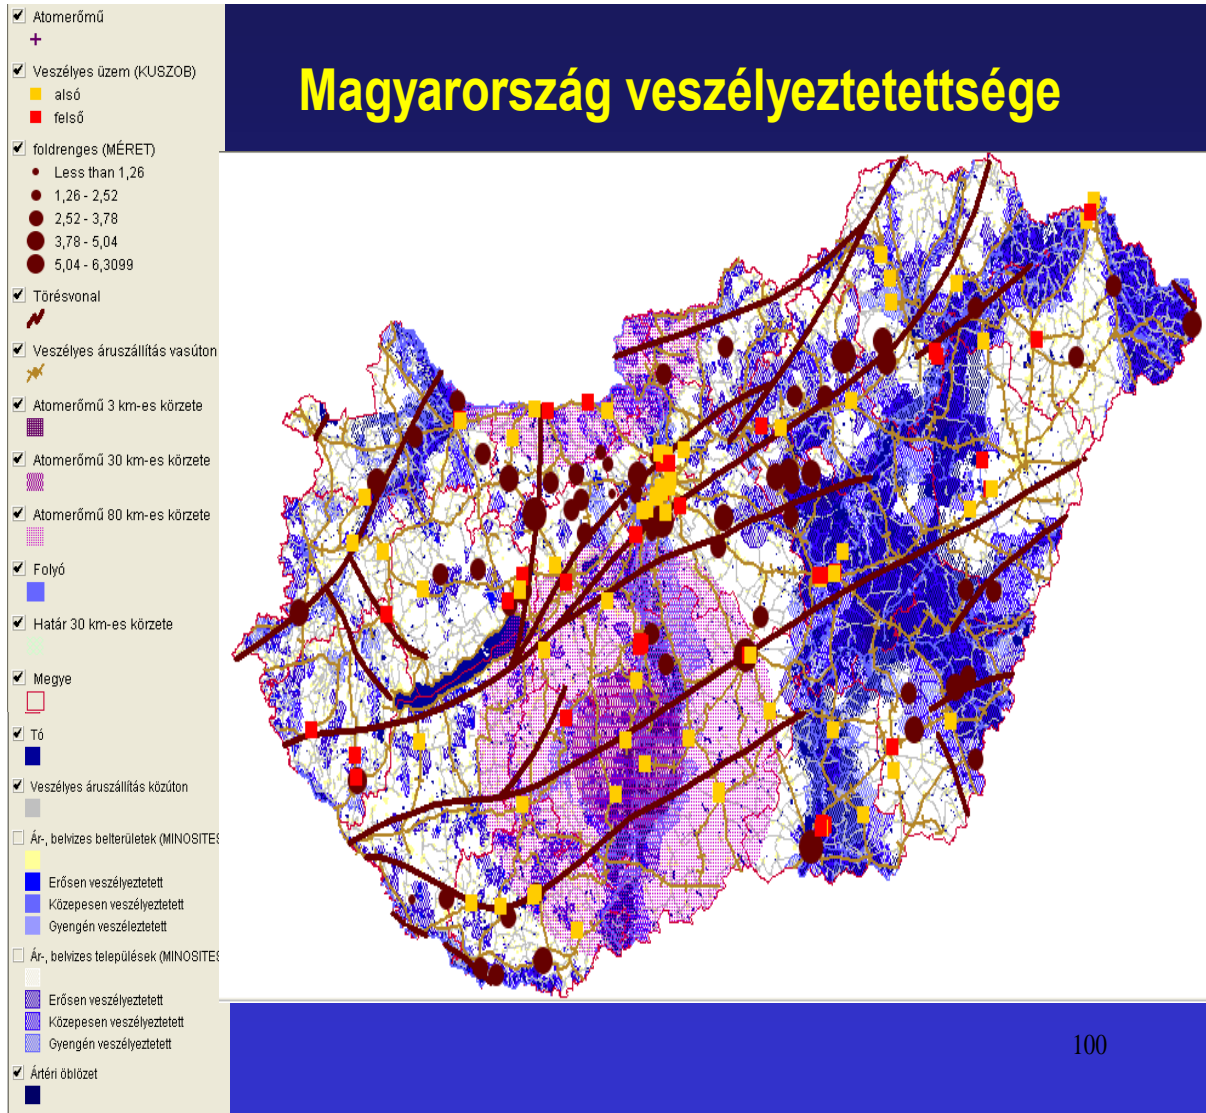 Magyarország veszélyeztetettsége
Atomerőmű
Veszélyes üzem (KUSZOB)
alsó
felső
foldrenges (MÉRET)
Less than 1,26
1,26 - 2,52
2,52 - 3,78
3,78 - 5,04
5,04 - 6,3099
Törésvonal
Veszélyes áruszállítás vasúton
Atomerőmű 3 km-es körzete
Atomerőmű 30 km-es körzete
Atomerőmű 80 km-es körzete
Folyó
Határ 30 km-es körzete
Megye
Tó
Veszélyes áruszállítás közúton
Ár-, belvizes belterületek (MINOSITES
Erősen veszélyeztetett
Közepesen veszélyeztetett
Gyengén veszéleztetett
Ár-, belvizes települések (MINOSITES
Erősen veszélyeztetett
Közepesen veszélyeztetett
Gyengén veszélyeztetett
Ártéri öblözet
100